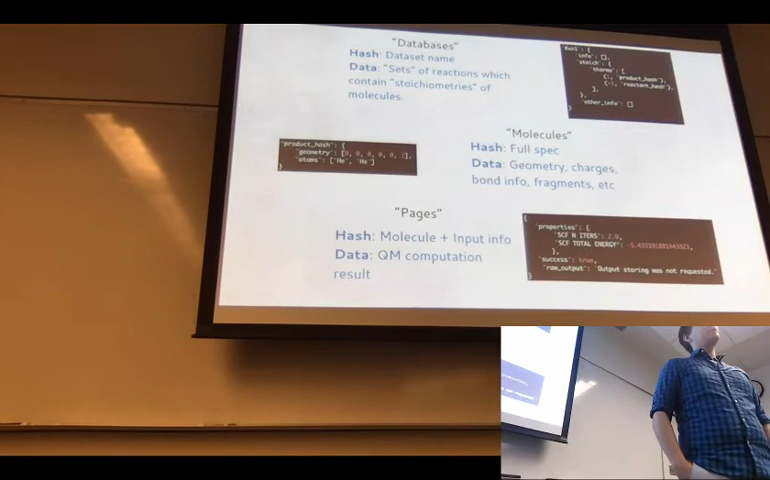 "Databases"
Hash: Dataset name
Data: "Sets" of reactions which
contain "stoichiometries" of
molecules.
"info": [],
"stoich": {
"thermo": [
"product_hash"],
"reactant_hash"],
],
},
"other_info": []
}
"product_hash": {
"geometry": [0, 0, 0, 0, 0, 1],
"atoms": ['He', 'He']
}
"Molecules"
Hash: Full spec
Data: Geometry, charges,
bond info, fragments, etc
"Pages"
Hash: Molecule + Input info
Data: QM computation
result
{
"properties": {
"SCF N ITERS": 2.0,
"SCF TOTAL ENERGY":
},
"success": true,
"raw_output": "Output storing was not requested."
}